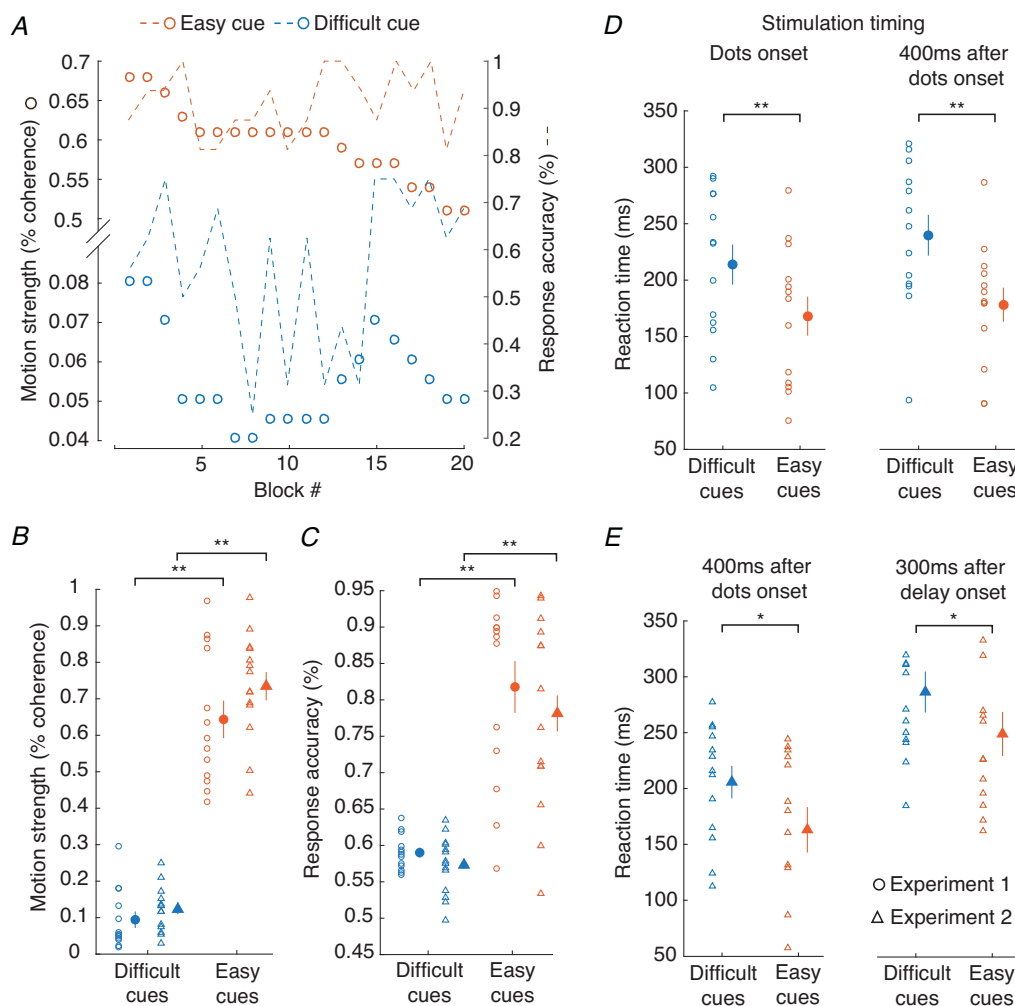 A
Easy cue
Difficult cue
Motion strength (% coherence)
0.7
0.65
0.6
0.55
0.5
0.08
0.07
0.06
0.05
0.04
1
0.9
0.8
0.7
0.6
0.5
0.4
0.3
0.2
Response accuracy (%)
5
10
15
20
Block #
B
**
**
Motion strength (% coherence)
1
0.9
0.8
0.7
0.6
0.5
0.4
0.3
0.2
0.1
0
Difficult
cues
Easy
cues
C
**
**
Response accuracy (%)
0.95
0.9
0.85
0.8
0.75
0.7
0.65
0.6
0.55
0.5
0.45
Difficult
cues
Easy
cues
D
Stimulation timing
Dots onset
400ms after
dots onset
**
**
Reaction time (ms)
350
300
250
200
150
100
50
Difficult
cues
Easy
cues
Difficult
cues
Easy
cues
E
400ms after
dots onset
300ms after
delay onset
*
*
Reaction time (ms)
350
300
250
200
150
100
50
Difficult
cues
Easy
cues
Difficult
cues
Easy
cues
Experiment 1
Experiment 2